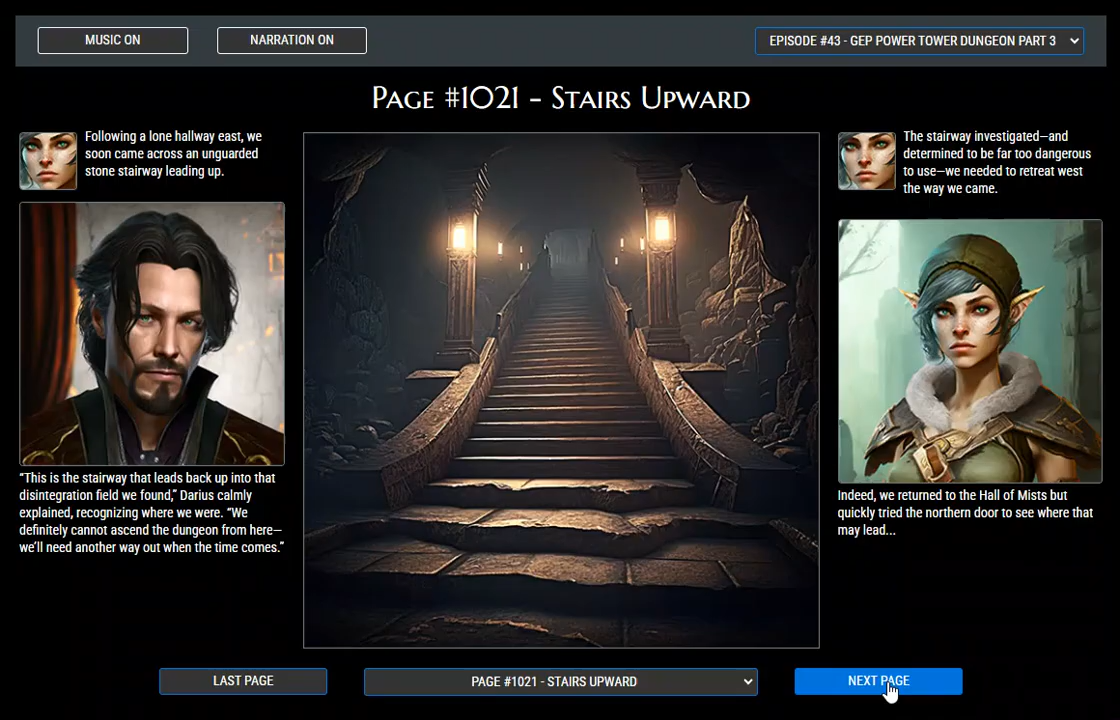 MUSIC ON
NARRATION ON
EPISODE #43 - GEP POWER TOWER DUNGEON PART 3
Page #1021 - Stairs Upward
Following a lone hallway east, we
soon came across an unguarded
stone stairway leading up.
“This is the stairway that leads back up into that
disintegration field we found,” Darius calmly
explained, recognizing where we were. “We
definitely cannot ascend the dungeon from here—
we’ll need another way out when the time comes.”
The stairway investigated—and
determined to be far too dangerous
to use—we needed to retreat west
the way we came.
Indeed, we returned to the Hall of Mists but
quickly tried the northern door to see where that
may lead...
LAST PAGE
PAGE #1021 - STAIRS UPWARD
NEXT PAGE